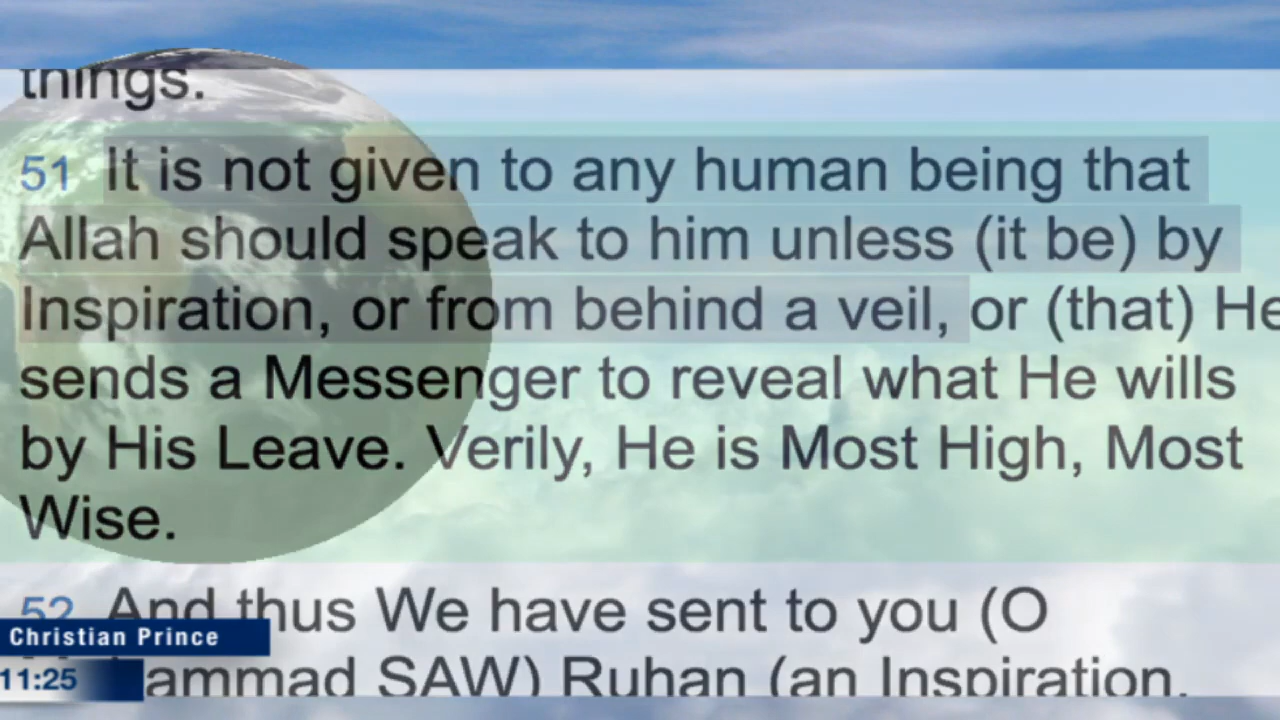 things.
51 It is not given to any human being that
Allah should speak to him unless (it be) by
Inspiration, or from behind a veil, or (that) He
sends a Messenger to reveal what He wills
by His Leave. Verily, He is Most High, Most
Wise.
52 And thus We have sent to you (O
Christian Prince
11:25
SAW) Ruhan (an Inspiration,